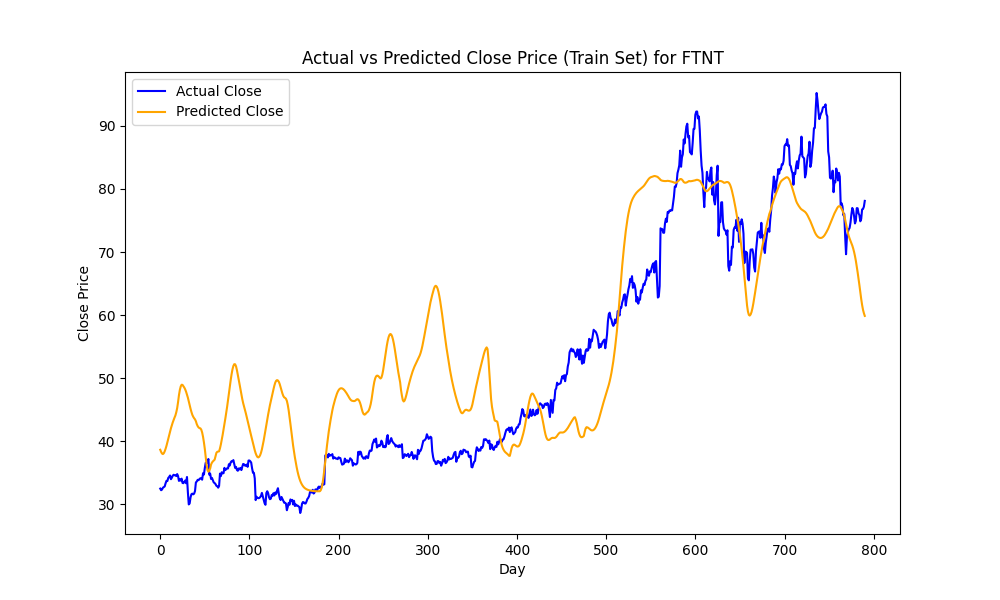 Actual vs Predicted Close Price (Train Set) for FTNT
Actual Close
Predicted Close
Close Price
90
80
70
60
50
40
30
0 100 200 300 400 500 600 700 800
Day